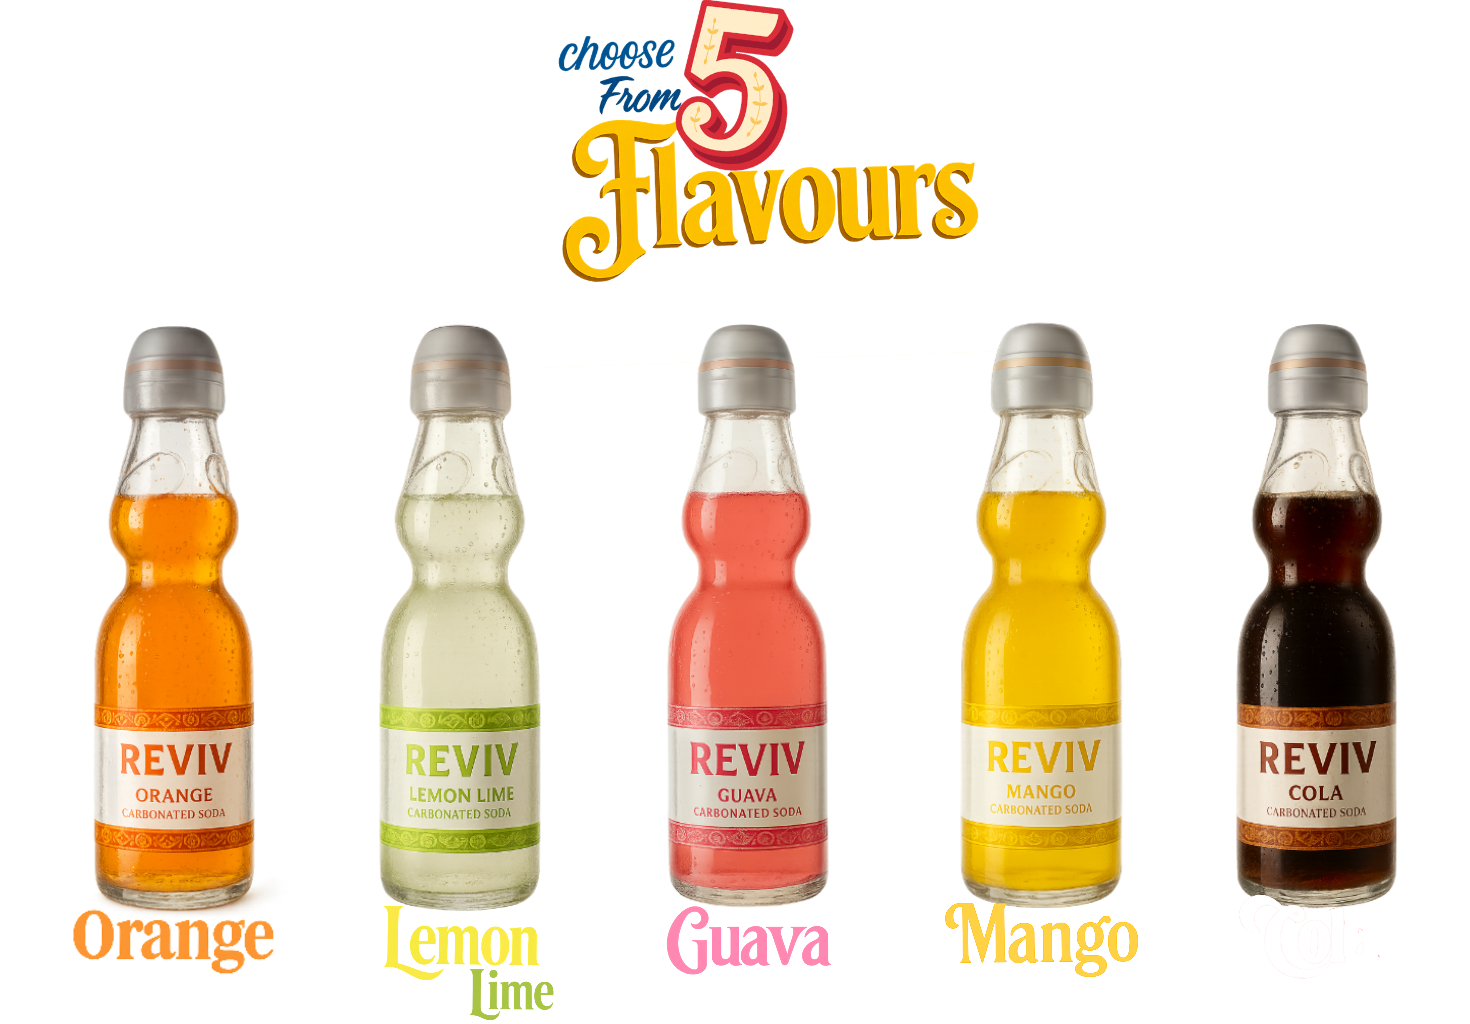 choose
From 5
Flavours
REVIV
ORANGE
CARBONATED SODA
REVIV
LEMON LIME
CARBONATED SODA
REVIV
GUAVA
CARBONATED SODA
REVIV
MANGO
CARBONATED SODA
REVIV
COLA
CARBONATED SODA
Orange
Lemon
Lime
Guava
Mango